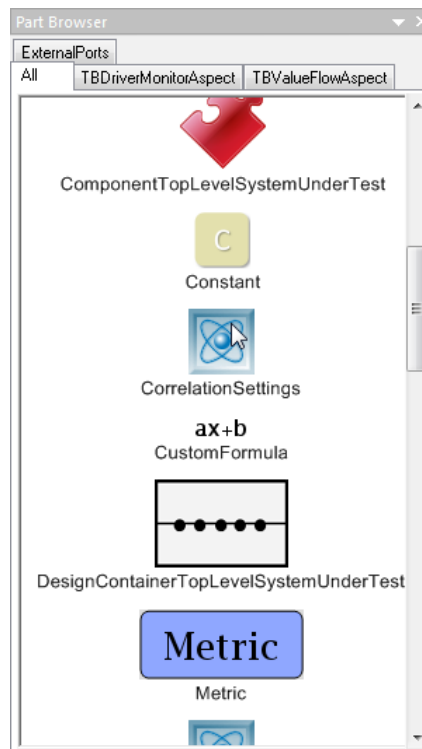 Part Browser
ExternalPorts
All TBDriverMonitorAspect TBValueFlowAspect
ComponentTopLevelSystemUnderTest
C
Constant
CorrelationSettings
ax+b
CustomFormula
DesignContainerTopLevelSystemUnderTest
Metric
Metric